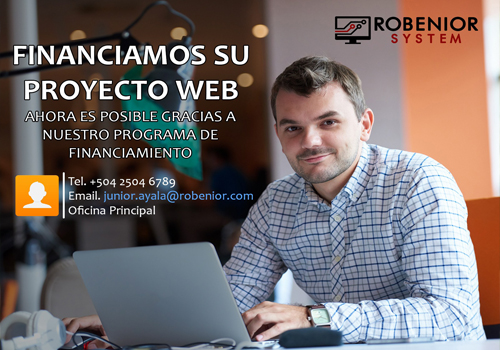 ROBENIOR
SYSTEM
FINANCIAMOS SU
PROYECTO WEB
AHORA ES POSIBLE GRACIAS A
NUESTRO PROGRAMA DE
FINANCIAMIENTO
Tel. +504 2504 6789
Email. junior.ayala@robenior.com
Oficina Principal